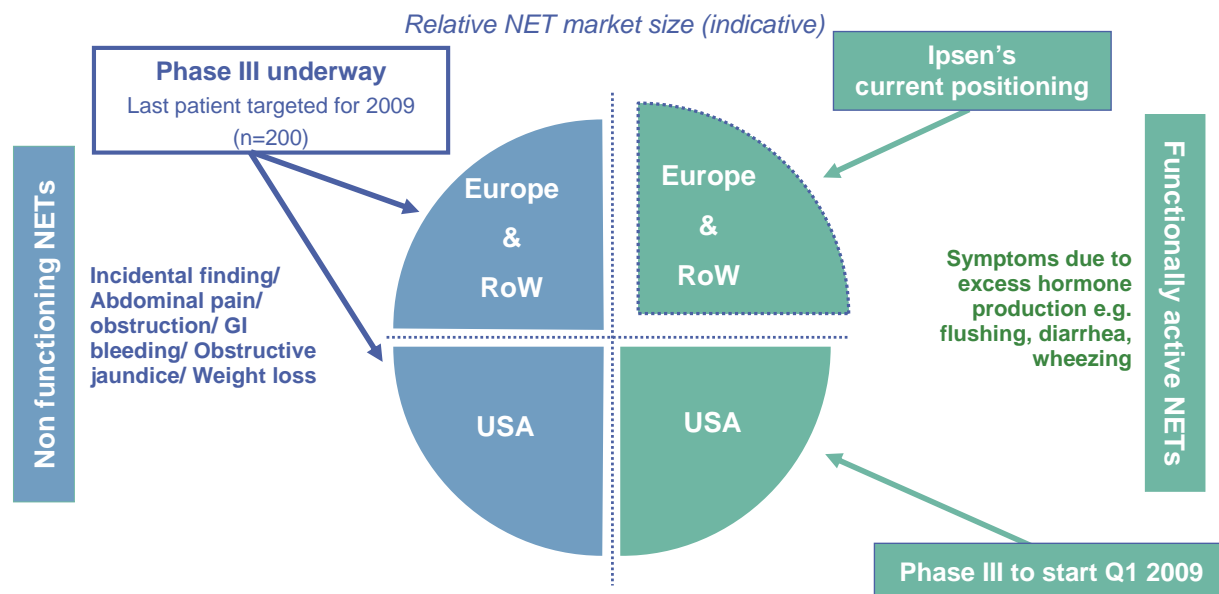 Relative NET market size (indicative)
Phase III underway
Last patient targeted for 2009
(n=200)
Ipsen’s
current positioning
Non functioning NETs
Incidental finding/
Abdominal pain/
obstruction/ GI
bleeding/ Obstructive
jaundice/ Weight loss
Europe
&
RoW
Europe
&
RoW
Symptoms due to
excess hormone
production e.g.
flushing, diarrhea,
wheezing
Functionally active NETs
USA
USA
Phase III to start Q1 2009